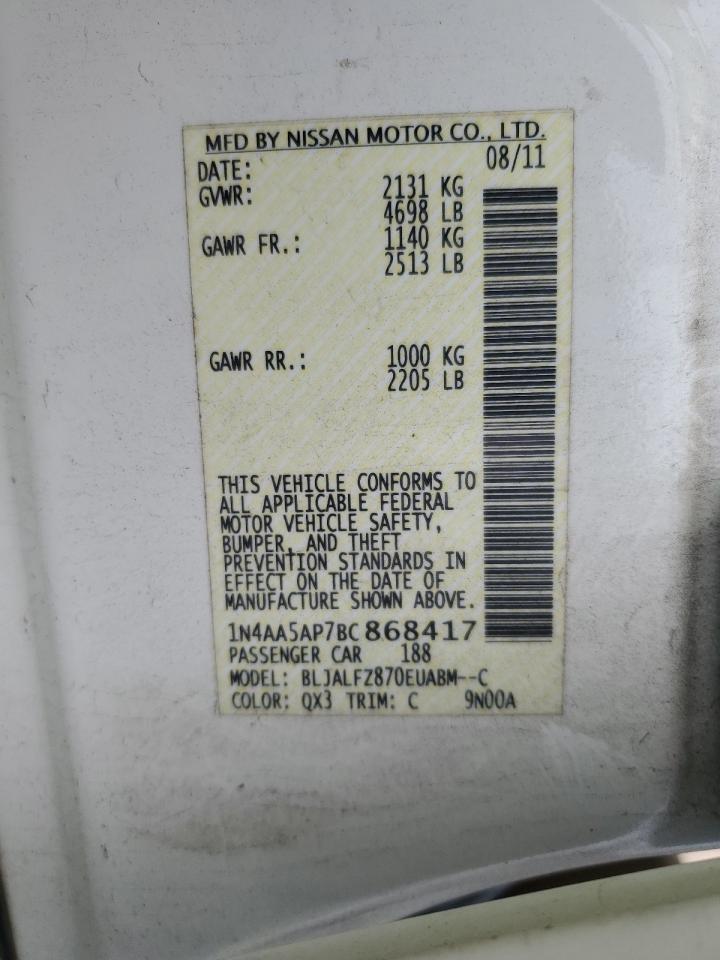 MFD BY NISSAN MOTOR CO., LTD.
DATE: 08/11
GVWR: 2131 KG
4698 LB
GAWR FR.: 1140 KG
2513 LB
GAWR RR.: 1000 KG
2205 LB
THIS VEHICLE CONFORMS TO
ALL APPLICABLE FEDERAL
MOTOR VEHICLE SAFETY,
BUMPER, AND THEFT
PREVENTION STANDARDS IN
EFFECT ON THE DATE OF
MANUFACTURE SHOWN ABOVE.
1N4AA5AP7BC868417
PASSENGER CAR 188
MODEL: BLJALFZ870EUABM--C
COLOR: QX3 TRIM: C 9N00A